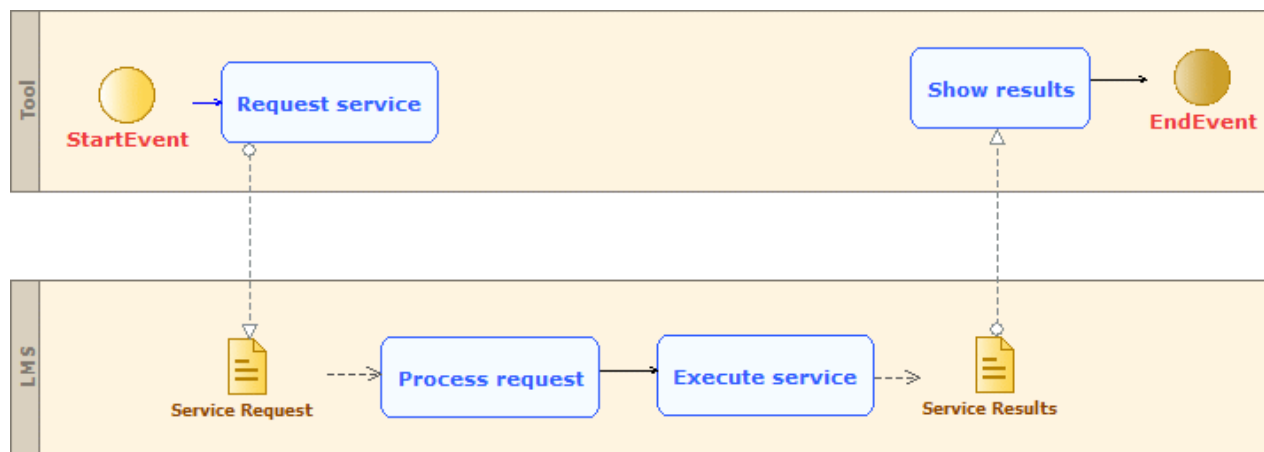 Tool
StartEvent
Request service
Show results
EndEvent
LMS
Service Request
Process request
Execute service
Service Results